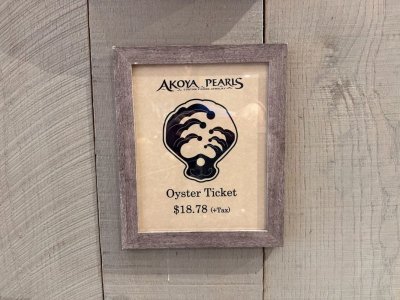 AKOYA PEARLS
Oyster Ticket
$18.78 (+Tax)